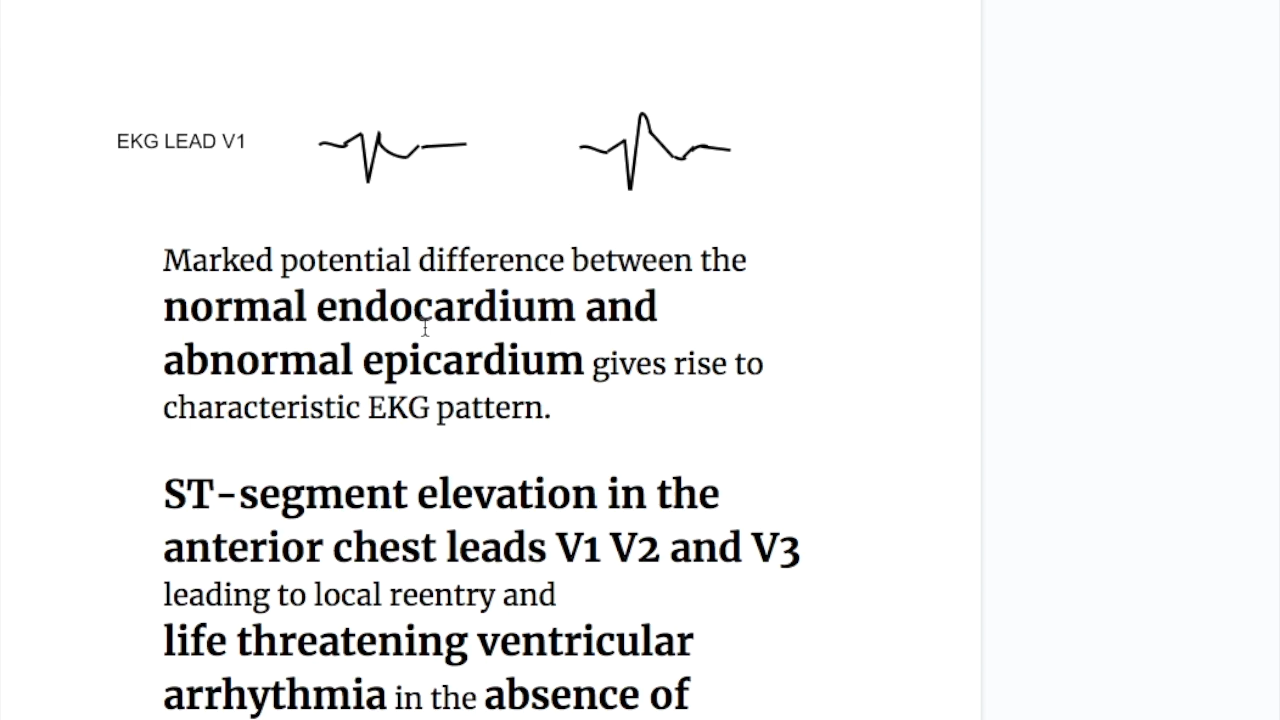 EKG LEAD V1
Marked potential difference between the
normal endocardium and
abnormal epicardium gives rise to
characteristic EKG pattern.
ST-segment elevation in the
anterior chest leads V1 V2 and V3
leading to local reentry and
life threatening ventricular
arrhythmia in the absence of